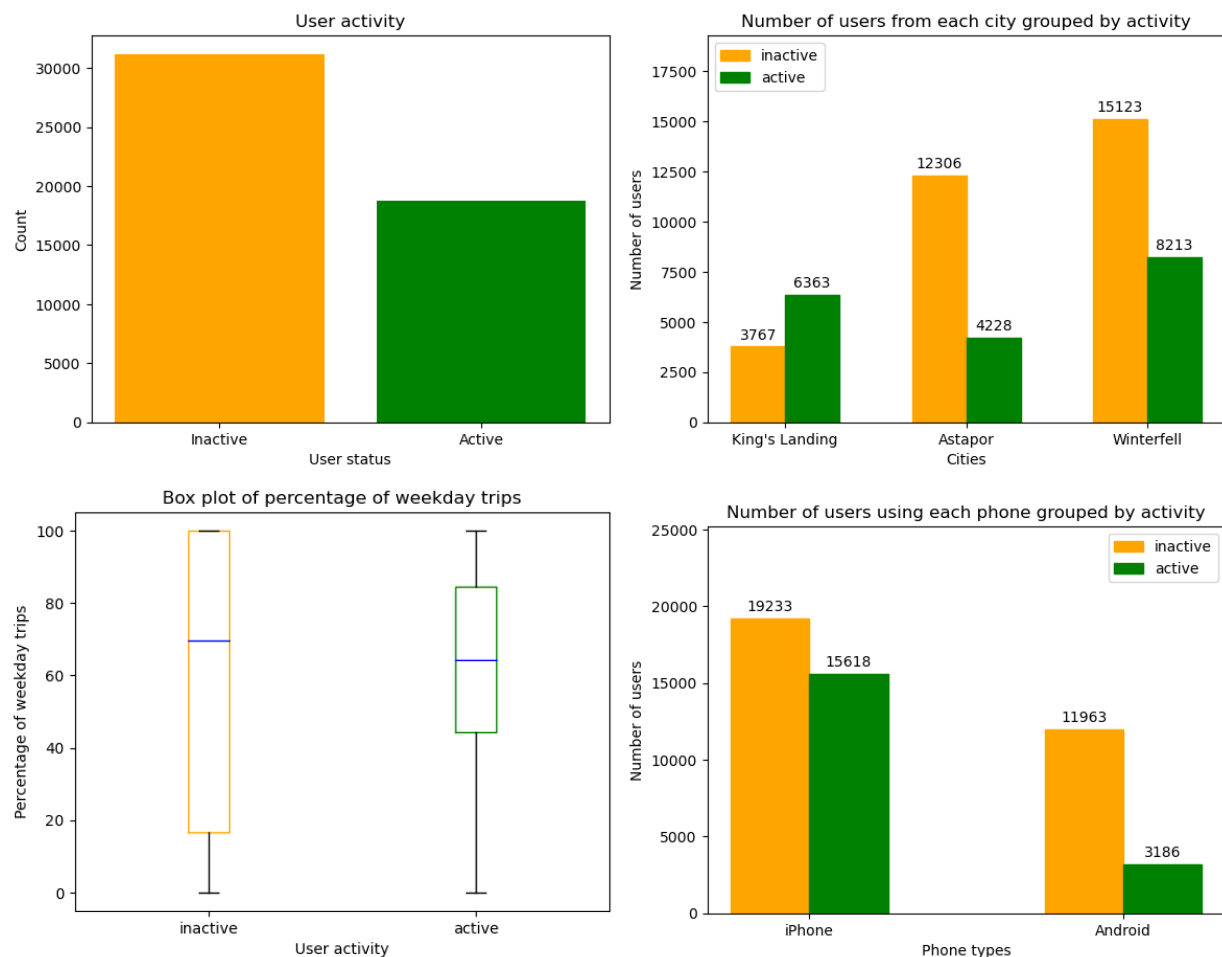 User activity
30000
25000
20000
15000
10000
5000
0
Count
Inactive
Active
User status
Number of users from each city grouped by activity
inactive
active
17500
15000
12500
10000
7500
5000
2500
0
Number of users
3767
6363
12306
4228
15123
8213
King's Landing
Astapor
Winterfell
Cities
Box plot of percentage of weekday trips
100
80
60
40
20
0
Percentage of weekday trips
inactive
active
User activity
Number of users using each phone grouped by activity
inactive
active
25000
20000
15000
10000
5000
0
Number of users
19233
15618
11963
3186
iPhone
Android
Phone types